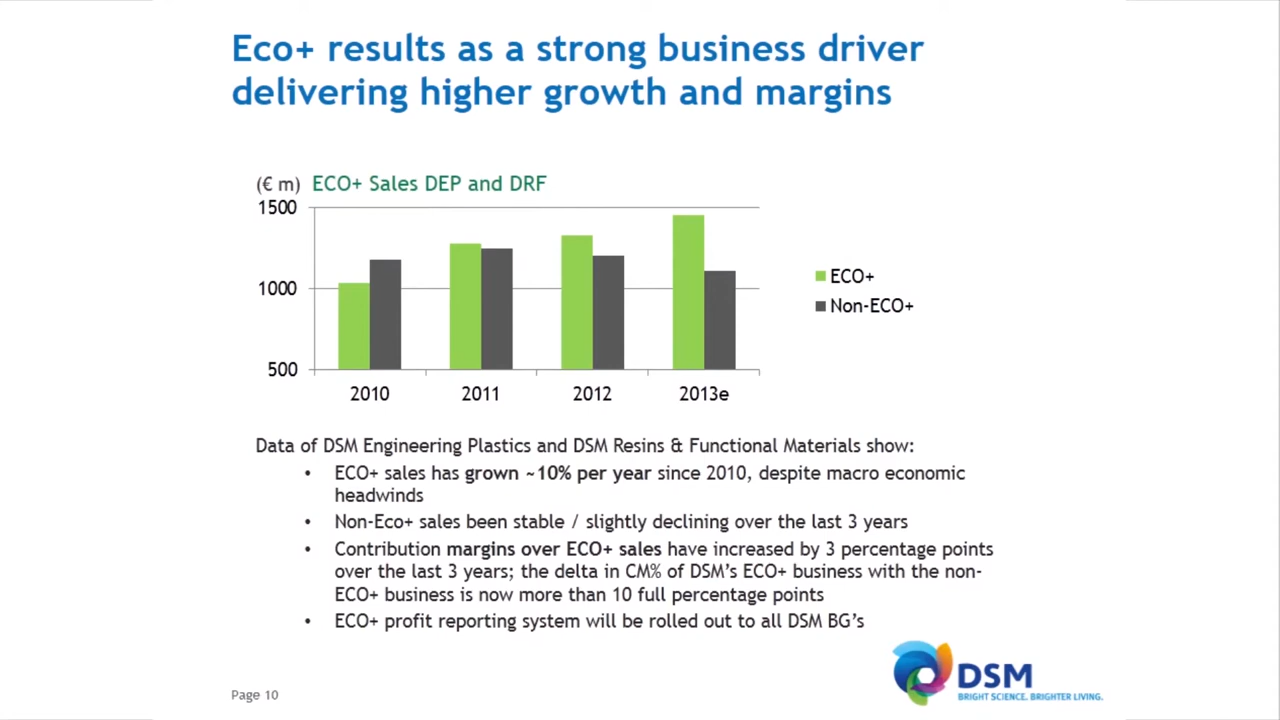 Eco+ results as a strong business driver
delivering higher growth and margins
(€ m) ECO+ Sales DEP and DRF
1500
1000
500
2010 2011 2012 2013e
ECO+
Non-ECO+
Data of DSM Engineering Plastics and DSM Resins & Functional Materials show:
• ECO+ sales has grown ~10% per year since 2010, despite macro economic
headwinds
• Non-Eco+ sales been stable / slightly declining over the last 3 years
• Contribution margins over ECO+ sales have increased by 3 percentage points
over the last 3 years; the delta in CM% of DSM's ECO+ business with the non-
ECO+ business is now more than 10 full percentage points
• ECO+ profit reporting system will be rolled out to all DSM BG's
Page 10
DSM
BRIGHT SCIENCE. BRIGHTER LIVING.